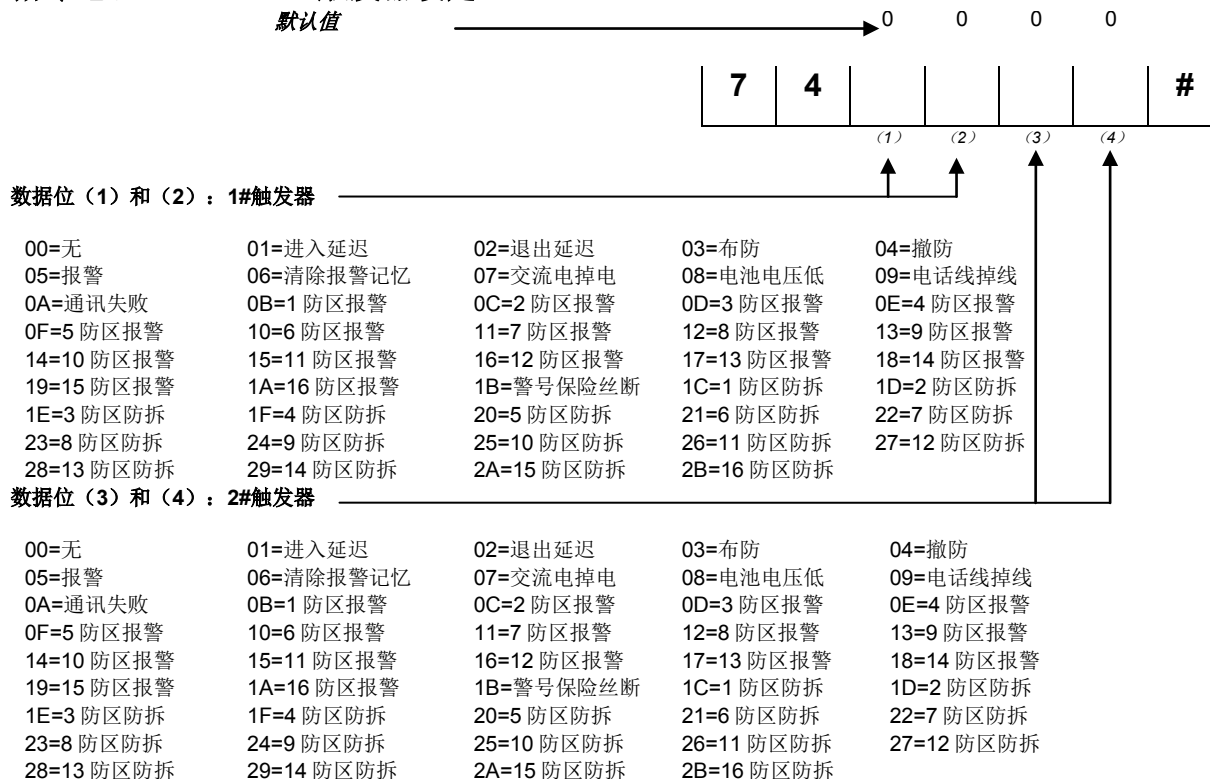 默认值 0 0 0 0
7 4 #
(1) (2) (3) (4)
数据位（1）和（2）：1#触发器
00=无 01=进入延迟 02=退出延迟 03=布防 04=撤防
05=报警 06=清除报警记忆 07=交流电掉电 08=电池电压低 09=电话线掉线
0A=通讯失败 0B=1 防区报警 0C=2 防区报警 0D=3 防区报警 0E=4 防区报警
0F=5 防区报警 10=6 防区报警 11=7 防区报警 12=8 防区报警 13=9 防区报警
14=10 防区报警 15=11 防区报警 16=12 防区报警 17=13 防区报警 18=14 防区报警
19=15 防区报警 1A=16 防区报警 1B=警号保险丝断 1C=1 防区防拆 1D=2 防区防拆
1E=3 防区防拆 1F=4 防区防拆 20=5 防区防拆 21=6 防区防拆 22=7 防区防拆
23=8 防区防拆 24=9 防区防拆 25=10 防区防拆 26=11 防区防拆 27=12 防区防拆
28=13 防区防拆 29=14 防区防拆 2A=15 防区防拆 2B=16 防区防拆
数据位（3）和（4）：2#触发器
00=无 01=进入延迟 02=退出延迟 03=布防 04=撤防
05=报警 06=清除报警记忆 07=交流电掉电 08=电池电压低 09=电话线掉线
0A=通讯失败 0B=1 防区报警 0C=2 防区报警 0D=3 防区报警 0E=4 防区报警
0F=5 防区报警 10=6 防区报警 11=7 防区报警 12=8 防区报警 13=9 防区报警
14=10 防区报警 15=11 防区报警 16=12 防区报警 17=13 防区报警 18=14 防区报警
19=15 防区报警 1A=16 防区报警 1B=警号保险丝断 1C=1 防区防拆 1D=2 防区防拆
1E=3 防区防拆 1F=4 防区防拆 20=5 防区防拆 21=6 防区防拆 22=7 防区防拆
23=8 防区防拆 24=9 防区防拆 25=10 防区防拆 26=11 防区防拆 27=12 防区防拆
28=13 防区防拆 29=14 防区防拆 2A=15 防区防拆 2B=16 防区防拆